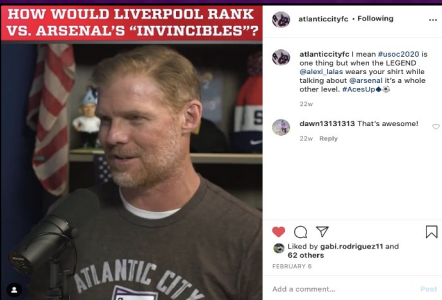 HOW WOULD LIVERPOOL RANK
VS. ARSENAL'S “INVINCIBLES”?
ATLANTIC CITY
atlanticcityfc • Following
atlanticcityfc I mean #usoc2020 is
one thing but when the LEGEND
@alexi_lalas wears your shirt while
talking about @arsenal it's a whole
other level. #AcesUp♠️⚽
22w
dawn13131313 That's awesome!
22w Reply
Liked by gabi.rodriguez11 and
62 others
FEBRUARY 6
Add a comment...
Post